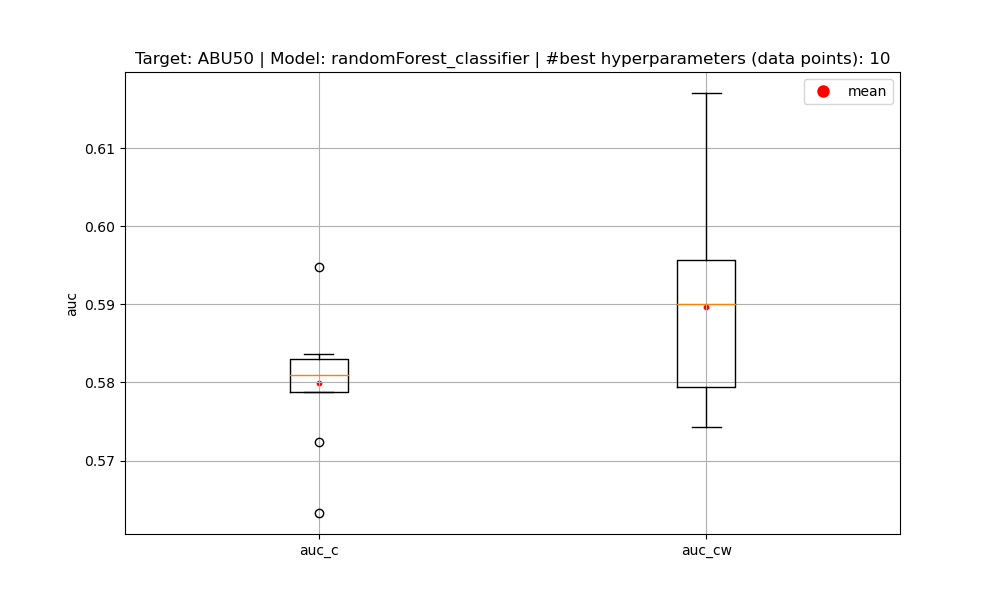 Target: ABU50 | Model: randomForest_classifier | #best hyperparameters (data points): 10
mean
0.61
0.60
0.59
0.58
0.57
auc
auc_c
auc_cw